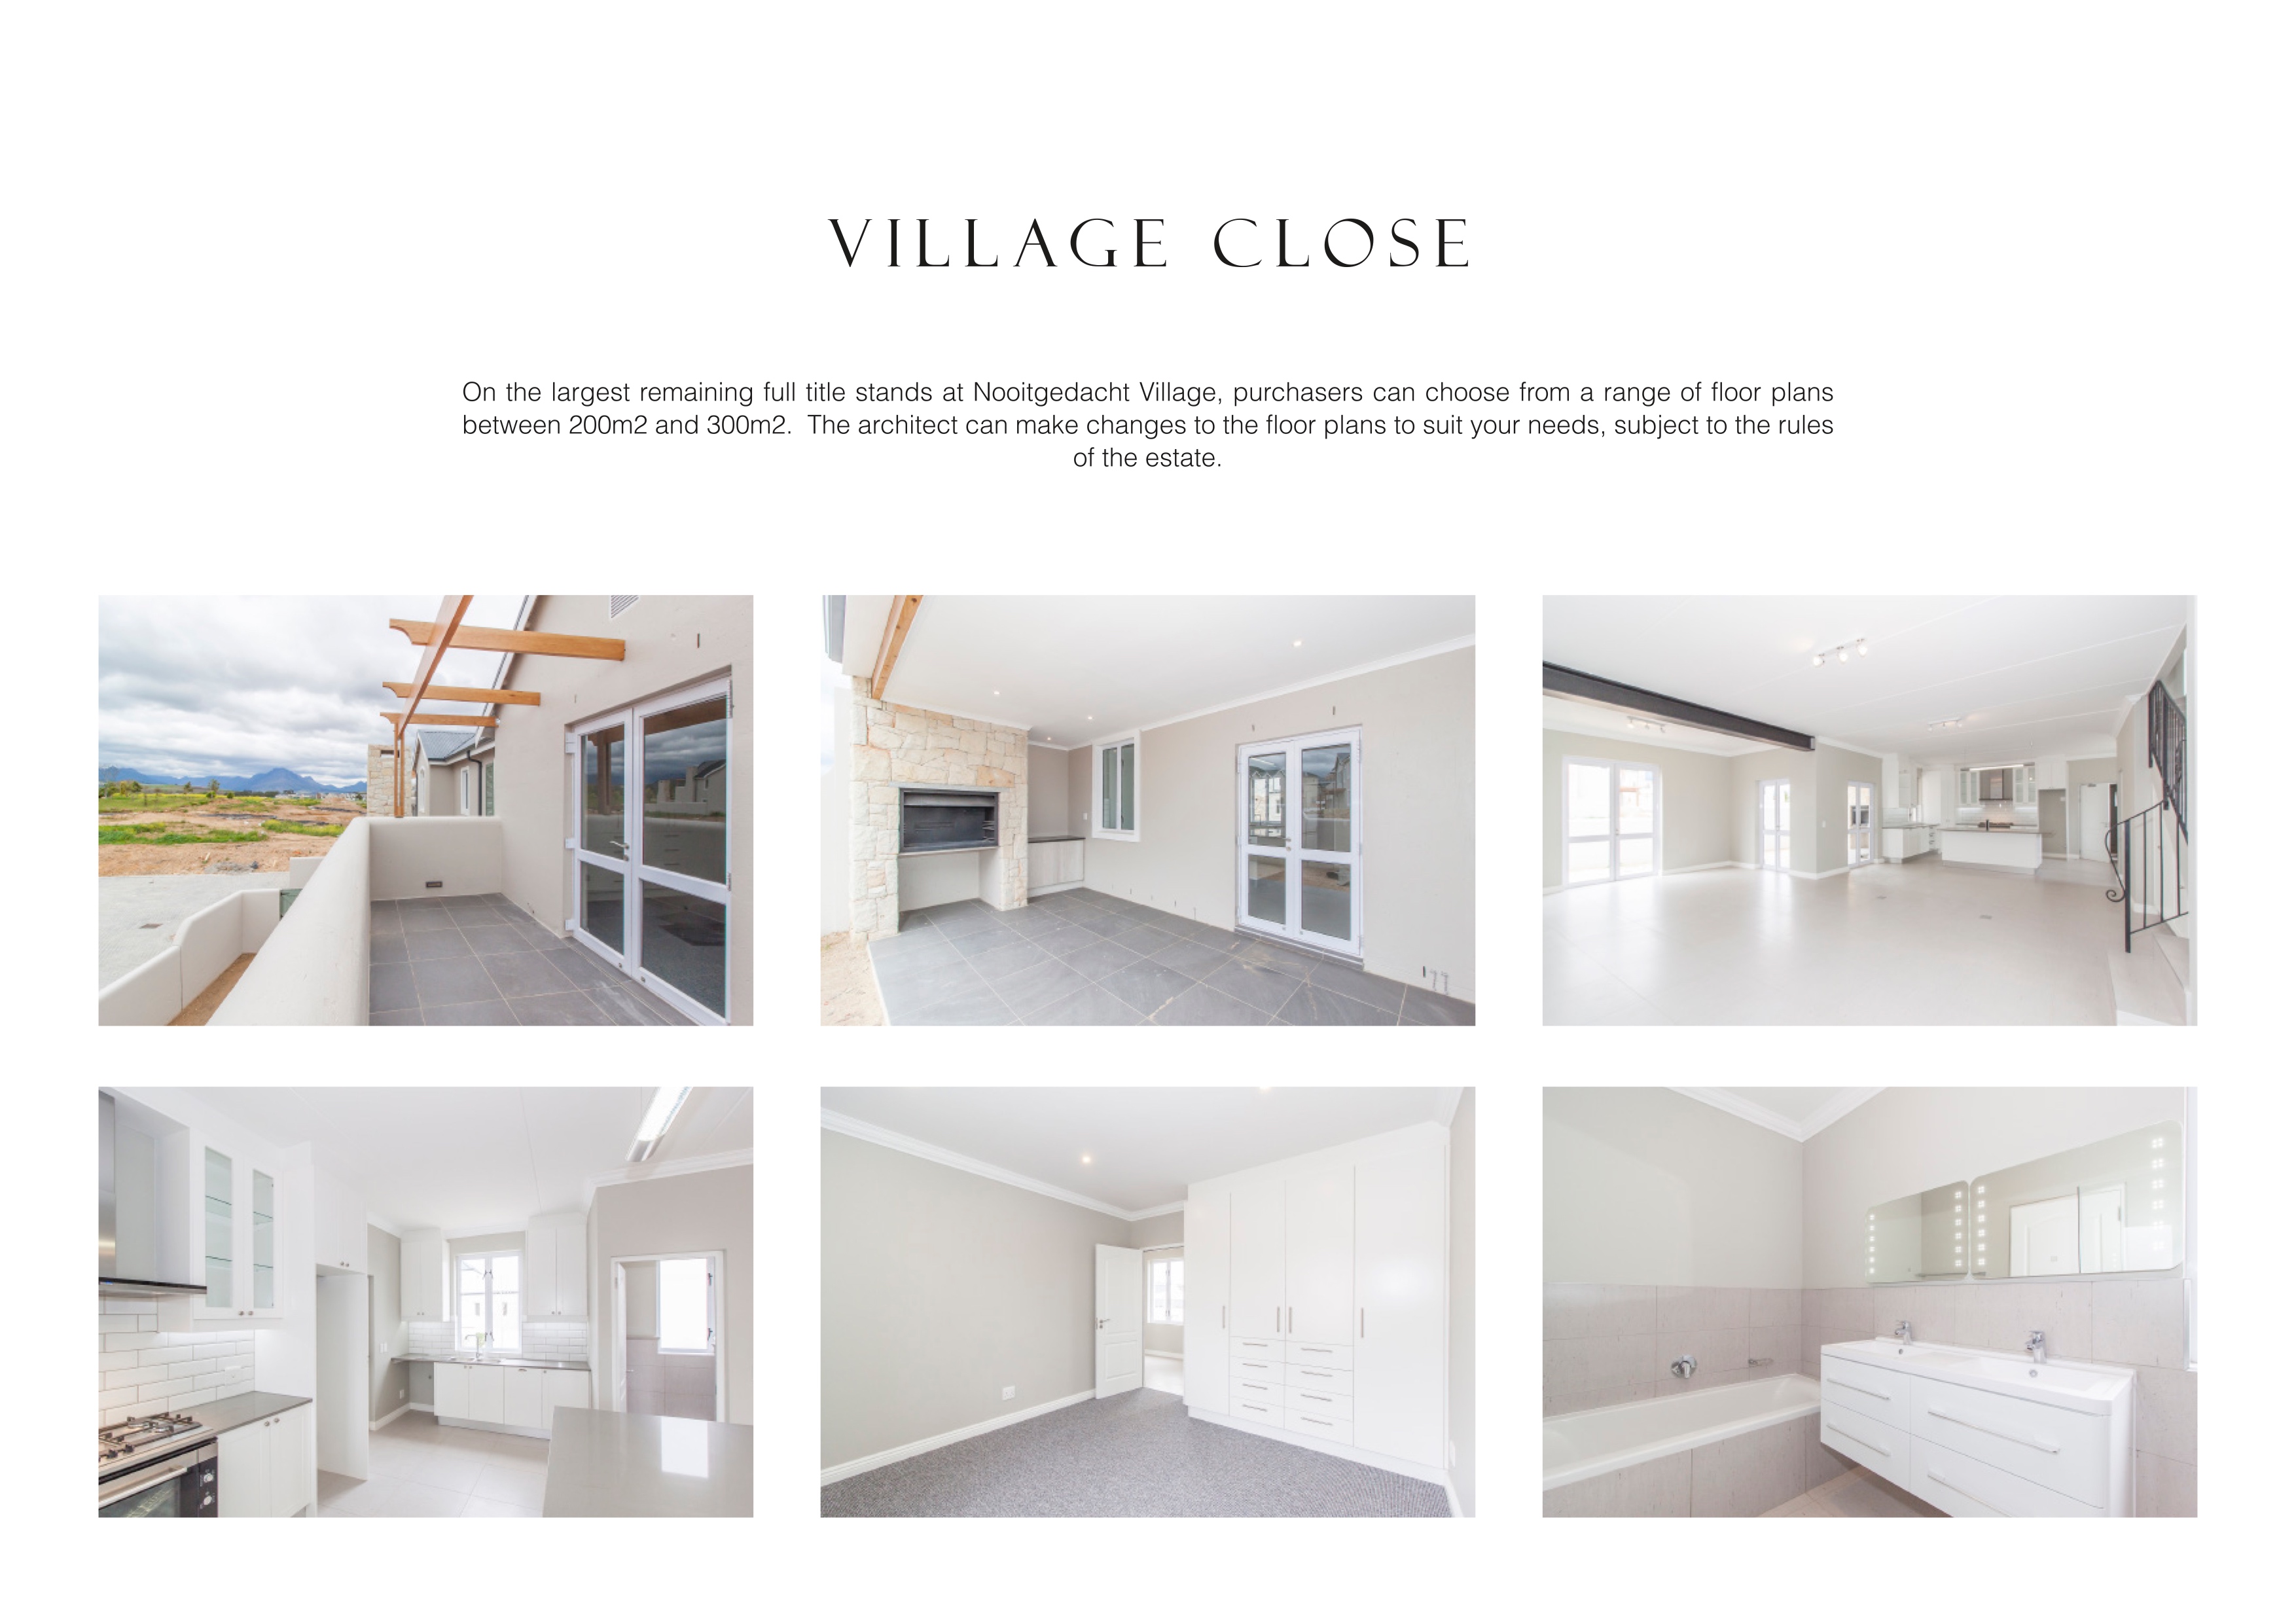 VILLAGE CLOSE
On the largest remaining full title stands at Nooitgedacht Village, purchasers can choose from a range of floor plans
between 200m2 and 300m2.  The architect can make changes to the floor plans to suit your needs, subject to the rules
of the estate.